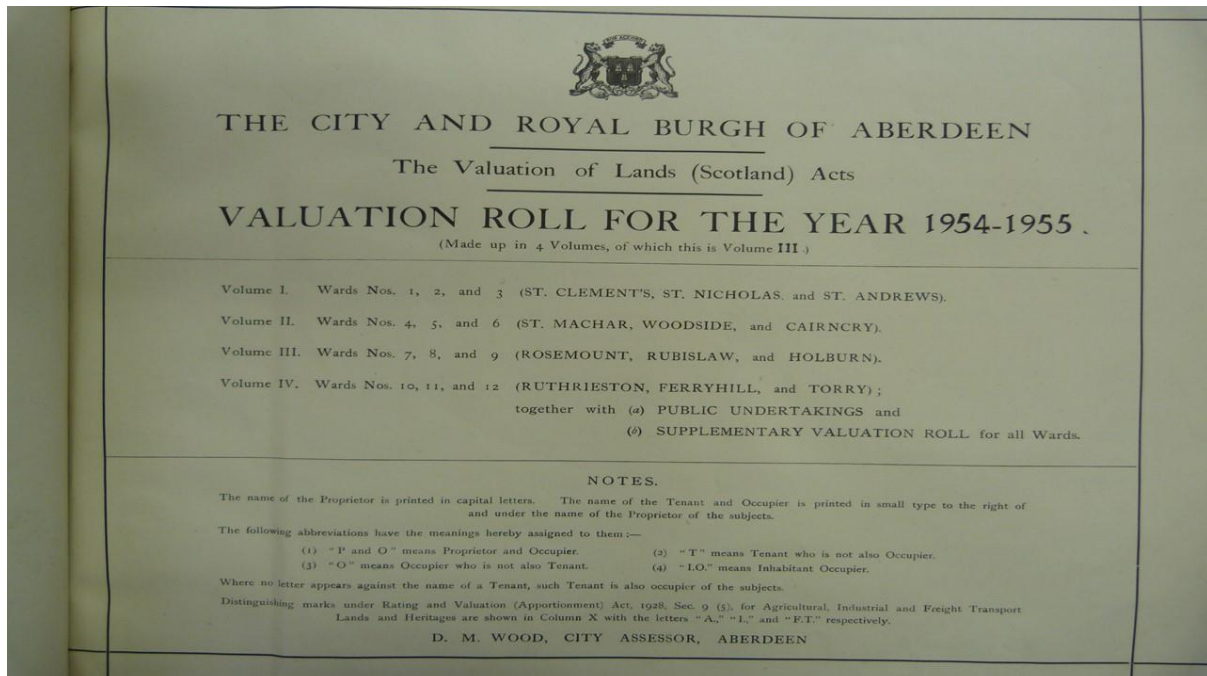 BON ACCORD
THE CITY AND ROYAL BURGH OF ABERDEEN
The Valuation of Lands (Scotland) Acts
VALUATION ROLL FOR THE YEAR 1954-1955.
(Made up in 4 Volumes, of which this is Volume III.)
Volume I. Wards Nos. 1, 2, and 3 (ST. CLEMENT'S, ST. NICHOLAS. and ST. ANDREWS).
Volume II. Wards Nos. 4, 5, and 6 (ST. MACHAR, WOODSIDE, and CAIRNCRY).
Volume III. Wards Nos. 7, 8, and 9 (ROSEMOUNT, RUBISLAW, and HOLBURN).
Volume IV. Wards Nos. 10, 11, and 12 (RUTHRIESTON, FERRYHILL, and TORRY) ;
together with (a) PUBLIC UNDERTAKINGS and
(b) SUPPLEMENTARY VALUATION ROLL for all Wards.
NOTES.
The name of the Proprietor is printed in capital letters. The name of the Tenant and Occupier is printed in small type to the right of
and under the name of the Proprietor of the subjects.
The following abbreviations have the meanings hereby assigned to them :—
(1) "P and O" means Proprietor and Occupier. (2) "T" means Tenant who is not also Occupier.
(3) "O" means Occupier who is not also Tenant. (4) "I.O." means Inhabitant Occupier.
Where no letter appears against the name of a Tenant, such Tenant is also occupier of the subjects.
Distinguishing marks under Rating and Valuation (Apportionment) Act, 1928, Sec. 9 (5), for Agricultural, Industrial and Freight Transport
Lands and Heritages are shown in Column X with the letters "A.," "I.," and "F.T." respectively.
D. M. WOOD, CITY ASSESSOR, ABERDEEN